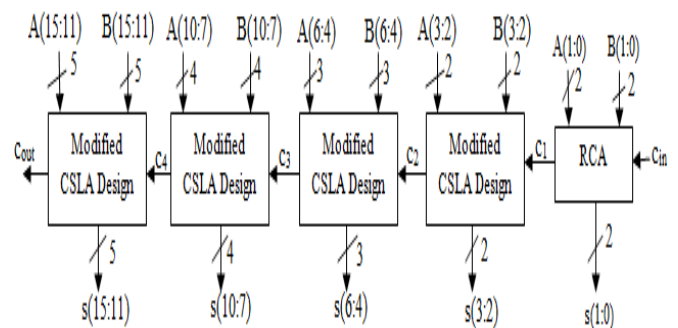 A(15:11) B(15:11) A(10:7) B(10:7) A(6:4) B(6:4) A(3:2) B(3:2) A(1:0) B(1:0)
5 5 4 4 3 3 2 2 2 2
Cout Modified CSLA Design C4 Modified CSLA Design C3 Modified CSLA Design C2 Modified CSLA Design C1 RCA Cin
5 4 3 2 2
s(15:11) s(10:7) s(6:4) s(3:2) s(1:0)